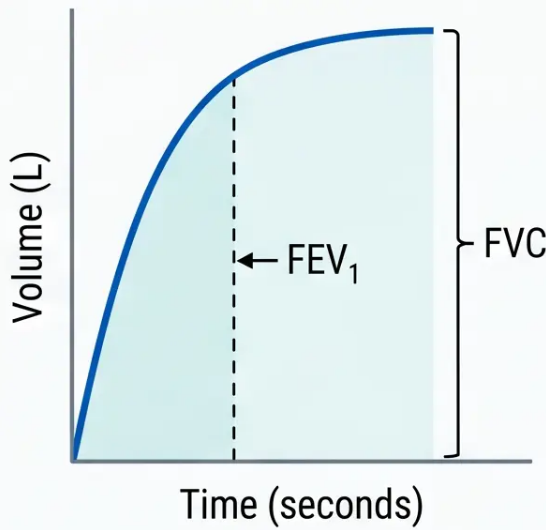 Volume (L)
FEV₁
FVC
Time (seconds)